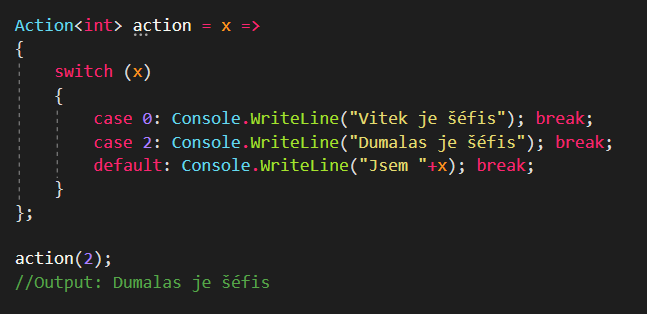 Action<int> action = x =>
{
    switch (x)
    {
        case 0: Console.WriteLine("Vitek je šéfis"); break;
        case 2: Console.WriteLine("Dumalas je šéfis"); break;
        default: Console.WriteLine("Jsem "+x); break;
    }
};

action(2);
//Output: Dumalas je šéfis